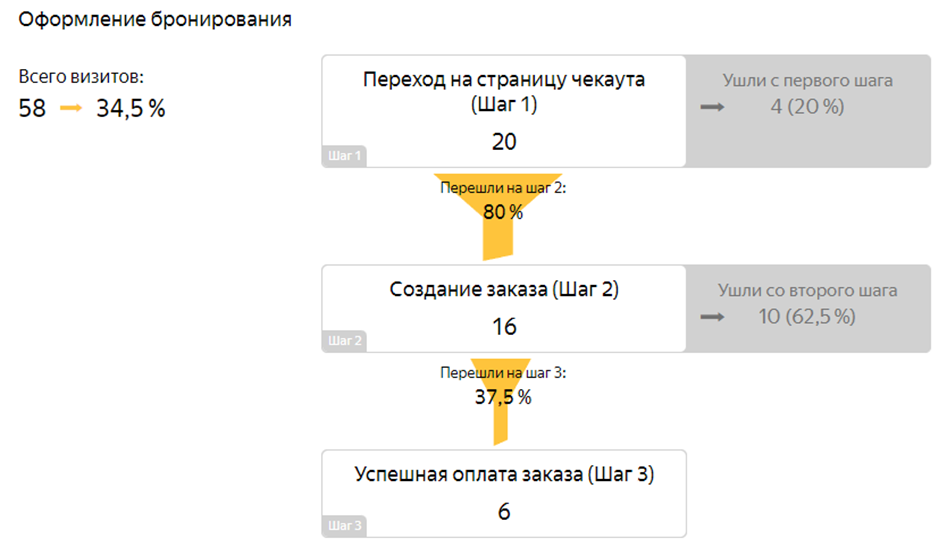 Оформление бронирования
Всего визитов:
58 → 34,5 %
Переход на страницу чекаута
(Шаг 1)
20
Шаг 1
Ушли с первого шага
→ 4 (20 %)
Перешли на шаг 2:
80 %
Создание заказа (Шаг 2)
16
Шаг 2
Ушли со второго шага
→ 10 (62,5 %)
Перешли на шаг 3:
37,5 %
Успешная оплата заказа (Шаг 3)
6
Шаг 3